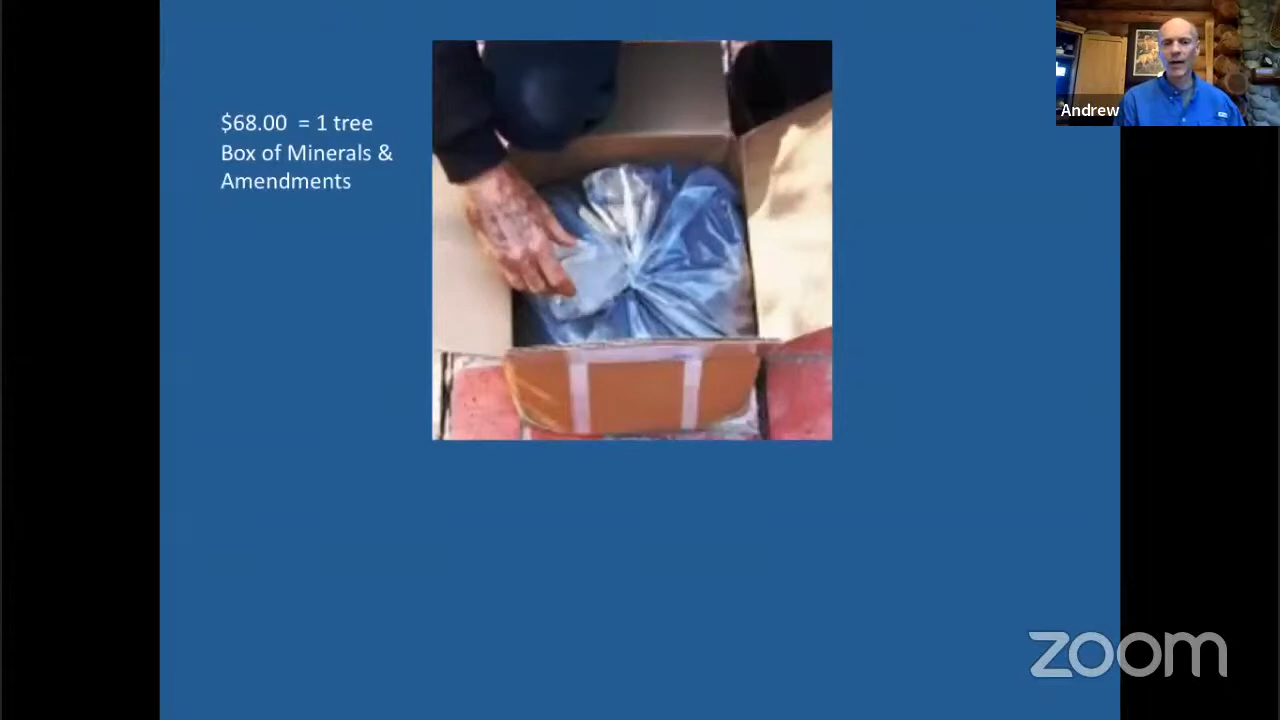 $68.00 = 1 tree
Box of Minerals &
Amendments
Andrew
zoom